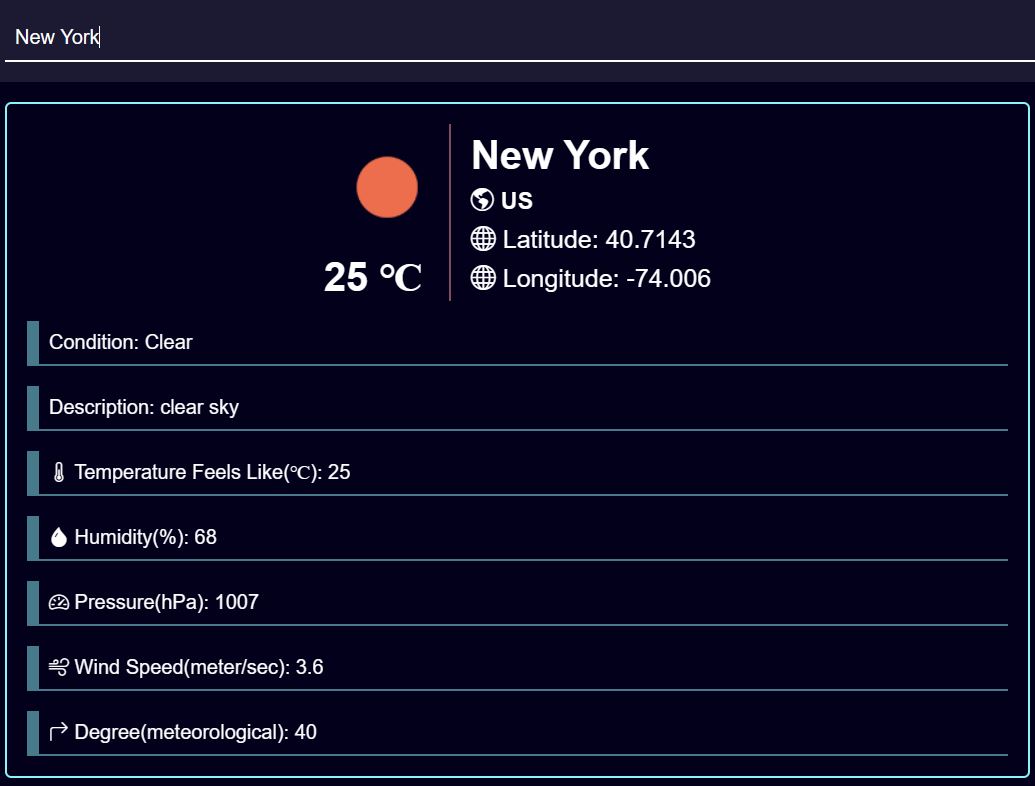 New York
New York
US
Latitude: 40.7143
Longitude: -74.006
25 °C
Condition: Clear
Description: clear sky
Temperature Feels Like(℃): 25
Humidity(%): 68
Pressure(hPa): 1007
Wind Speed(meter/sec): 3.6
Degree(meteorological): 40